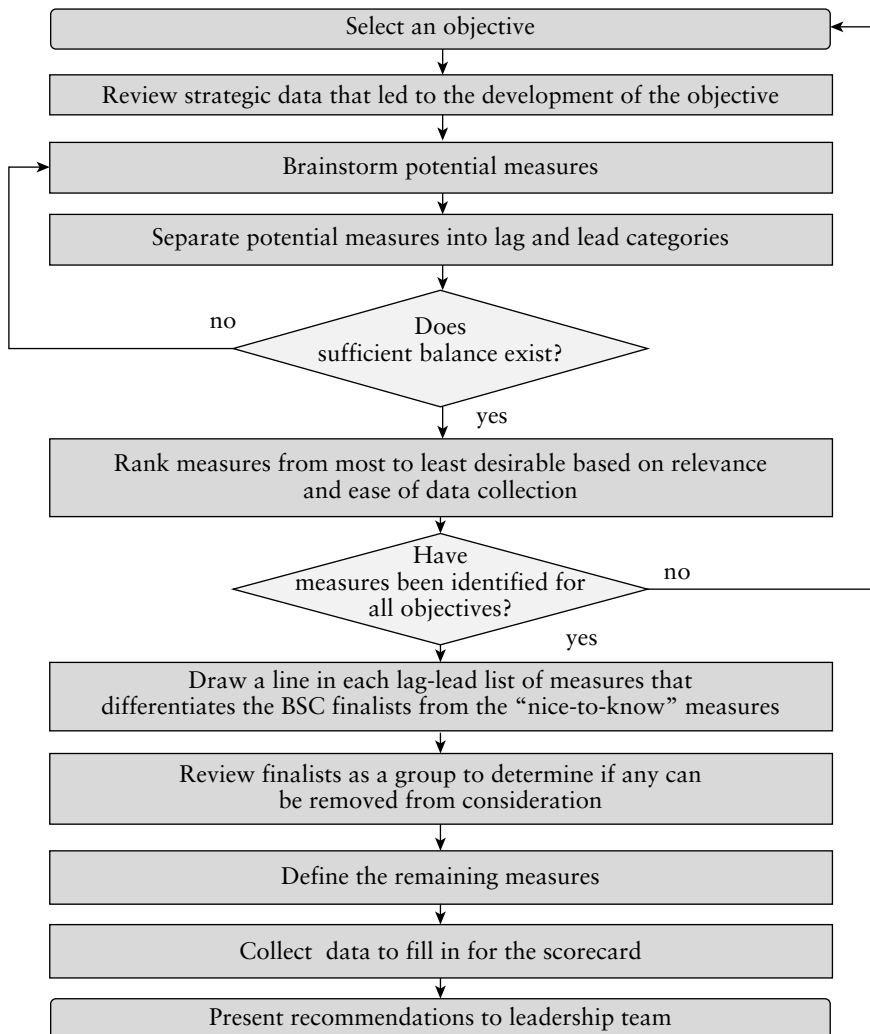 Select an objective
Review strategic data that led to the development of the objective
Brainstorm potential measures
Separate potential measures into lag and lead categories
no
Does
sufficient balance exist?
yes
Rank measures from most to least desirable based on relevance
and ease of data collection
Have
measures been identified for
all objectives?
no
yes
Draw a line in each lag-lead list of measures that
differentiates the BSC finalists from the “nice-to-know” measures
Review finalists as a group to determine if any can
be removed from consideration
Define the remaining measures
Collect data to fill in for the scorecard
Present recommendations to leadership team